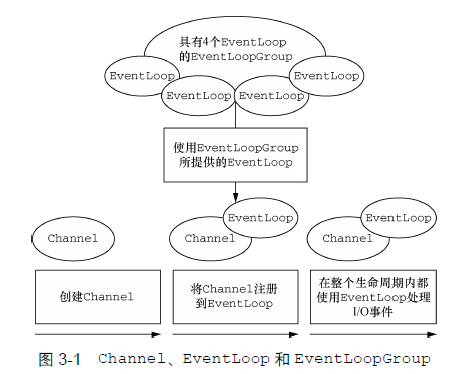 具有4个EventLoop
的EventLoopGroup
EventLoop
EventLoop
EventLoop
EventLoop
使用EventLoopGroup
所提供的EventLoop
Channel
Channel
EventLoop
Channel
EventLoop
创建Channel
将Channel注册
到EventLoop
在整个生命周期内都
使用EventLoop处理
I/O事件
图 3-1 Channel、EventLoop 和 EventLoopGroup